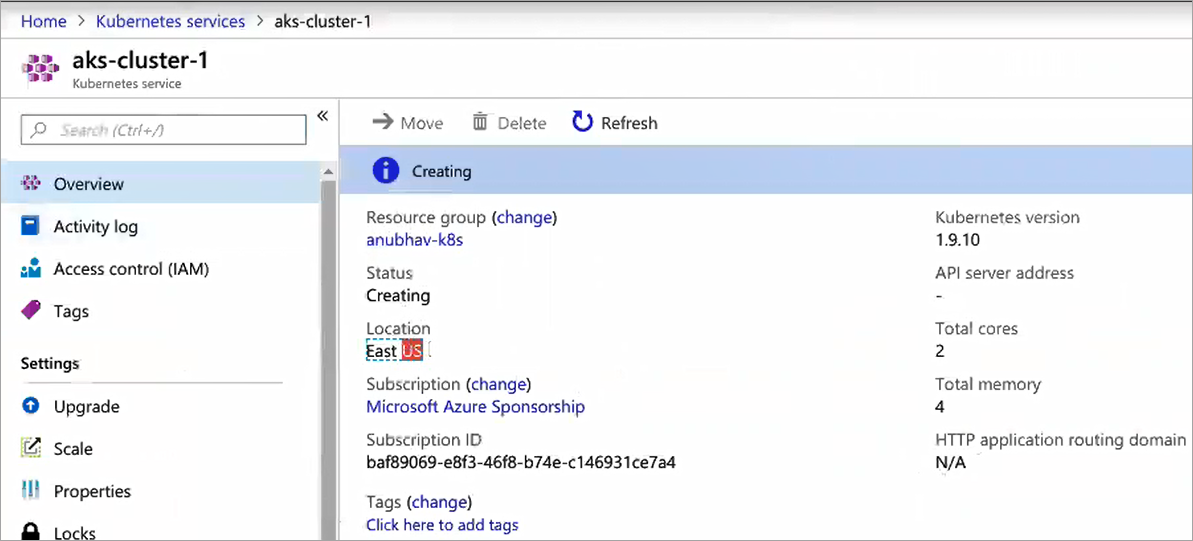 Home > Kubernetes services > aks-cluster-1
aks-cluster-1
Kubernetes service
Search (Ctrl+/)
«
Move Delete Refresh
Overview
Activity log
Access control (IAM)
Tags
Settings
Upgrade
Scale
Properties
Locks
Creating
Resource group (change)
anubhav-k8s
Status
Creating
Location
East US
Subscription (change)
Microsoft Azure Sponsorship
Subscription ID
baf89069-e8f3-46f8-b74e-c146931ce7a4
Tags (change)
Click here to add tags
Kubernetes version
1.9.10
API server address
-
Total cores
2
Total memory
4
HTTP application routing domain
N/A